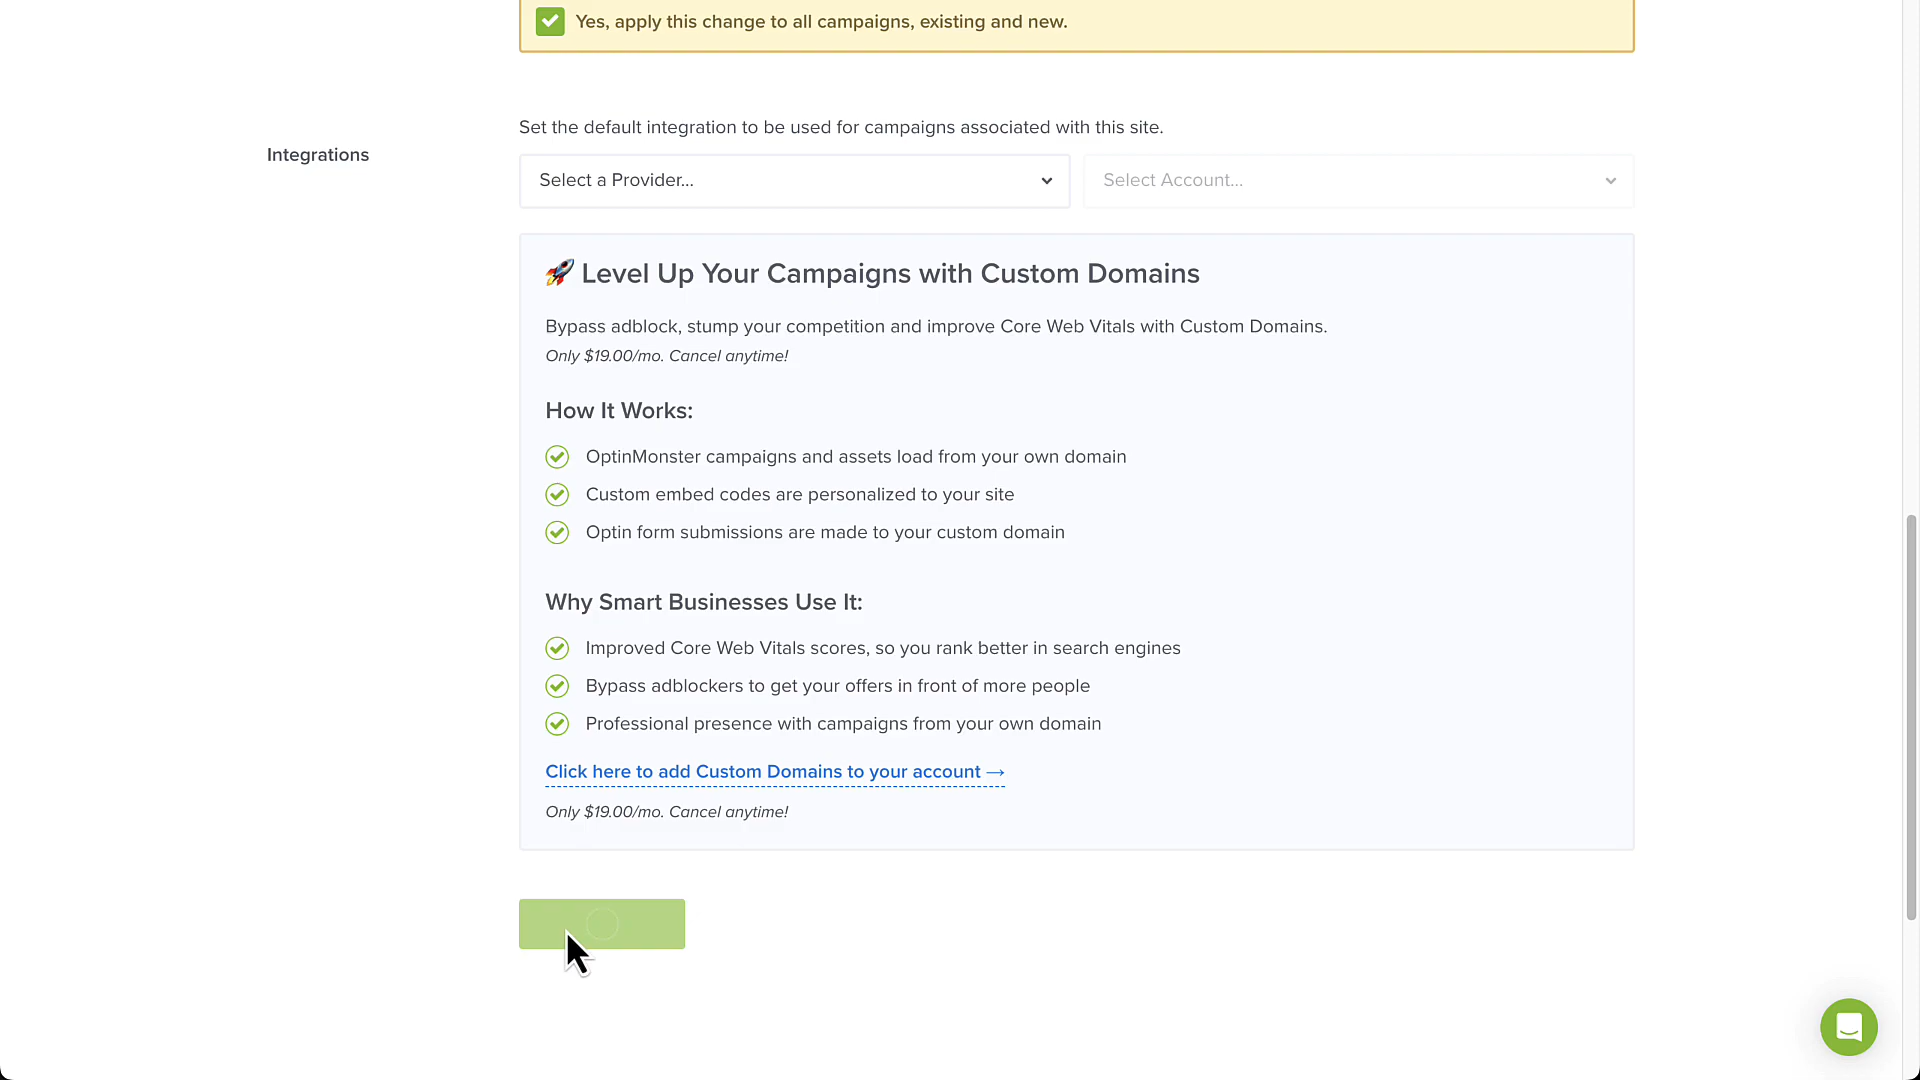 Yes, apply this change to all campaigns, existing and new.
Integrations
Set the default integration to be used for campaigns associated with this site.
Select a Provider...
Select Account...
Level Up Your Campaigns with Custom Domains
Bypass adblock, stump your competition and improve Core Web Vitals with Custom Domains.
Only $19.00/mo. Cancel anytime!
How It Works:
OptinMonster campaigns and assets load from your own domain
Custom embed codes are personalized to your site
Optin form submissions are made to your custom domain
Why Smart Businesses Use It:
Improved Core Web Vitals scores, so you rank better in search engines
Bypass adblockers to get your offers in front of more people
Professional presence with campaigns from your own domain
Click here to add Custom Domains to your account →
Only $19.00/mo. Cancel anytime!